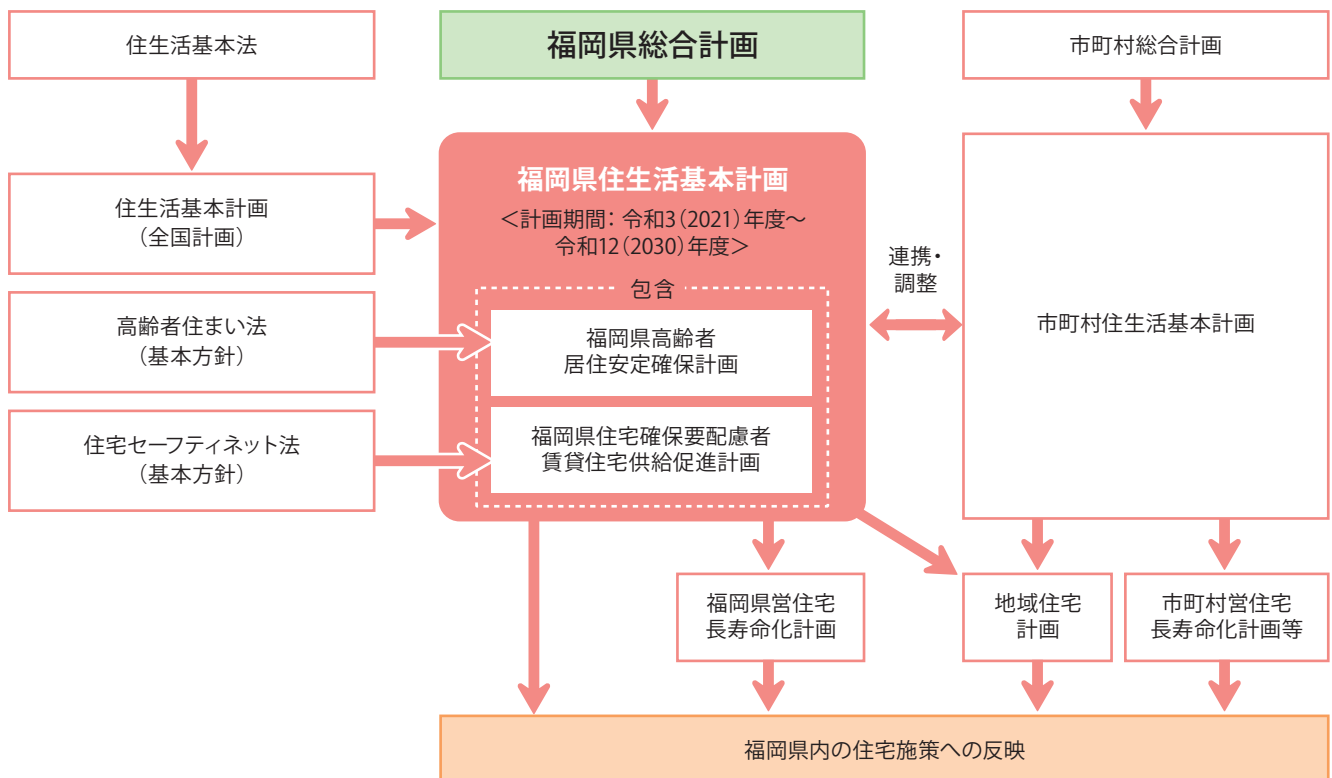 住生活基本法
福岡県総合計画
市町村総合計画
住生活基本計画
(全国計画)
福岡県住生活基本計画
＜計画期間：令和3(2021)年度～
令和12(2030)年度＞
包含
連携・
調整
市町村住生活基本計画
高齢者住まい法
(基本方針)
福岡県高齢者
居住安定確保計画
住宅セーフティネット法
(基本方針)
福岡県住宅確保要配慮者
賃貸住宅供給促進計画
福岡県営住宅
長寿命化計画
地域住宅
計画
市町村営住宅
長寿命化計画等
福岡県内の住宅施策への反映